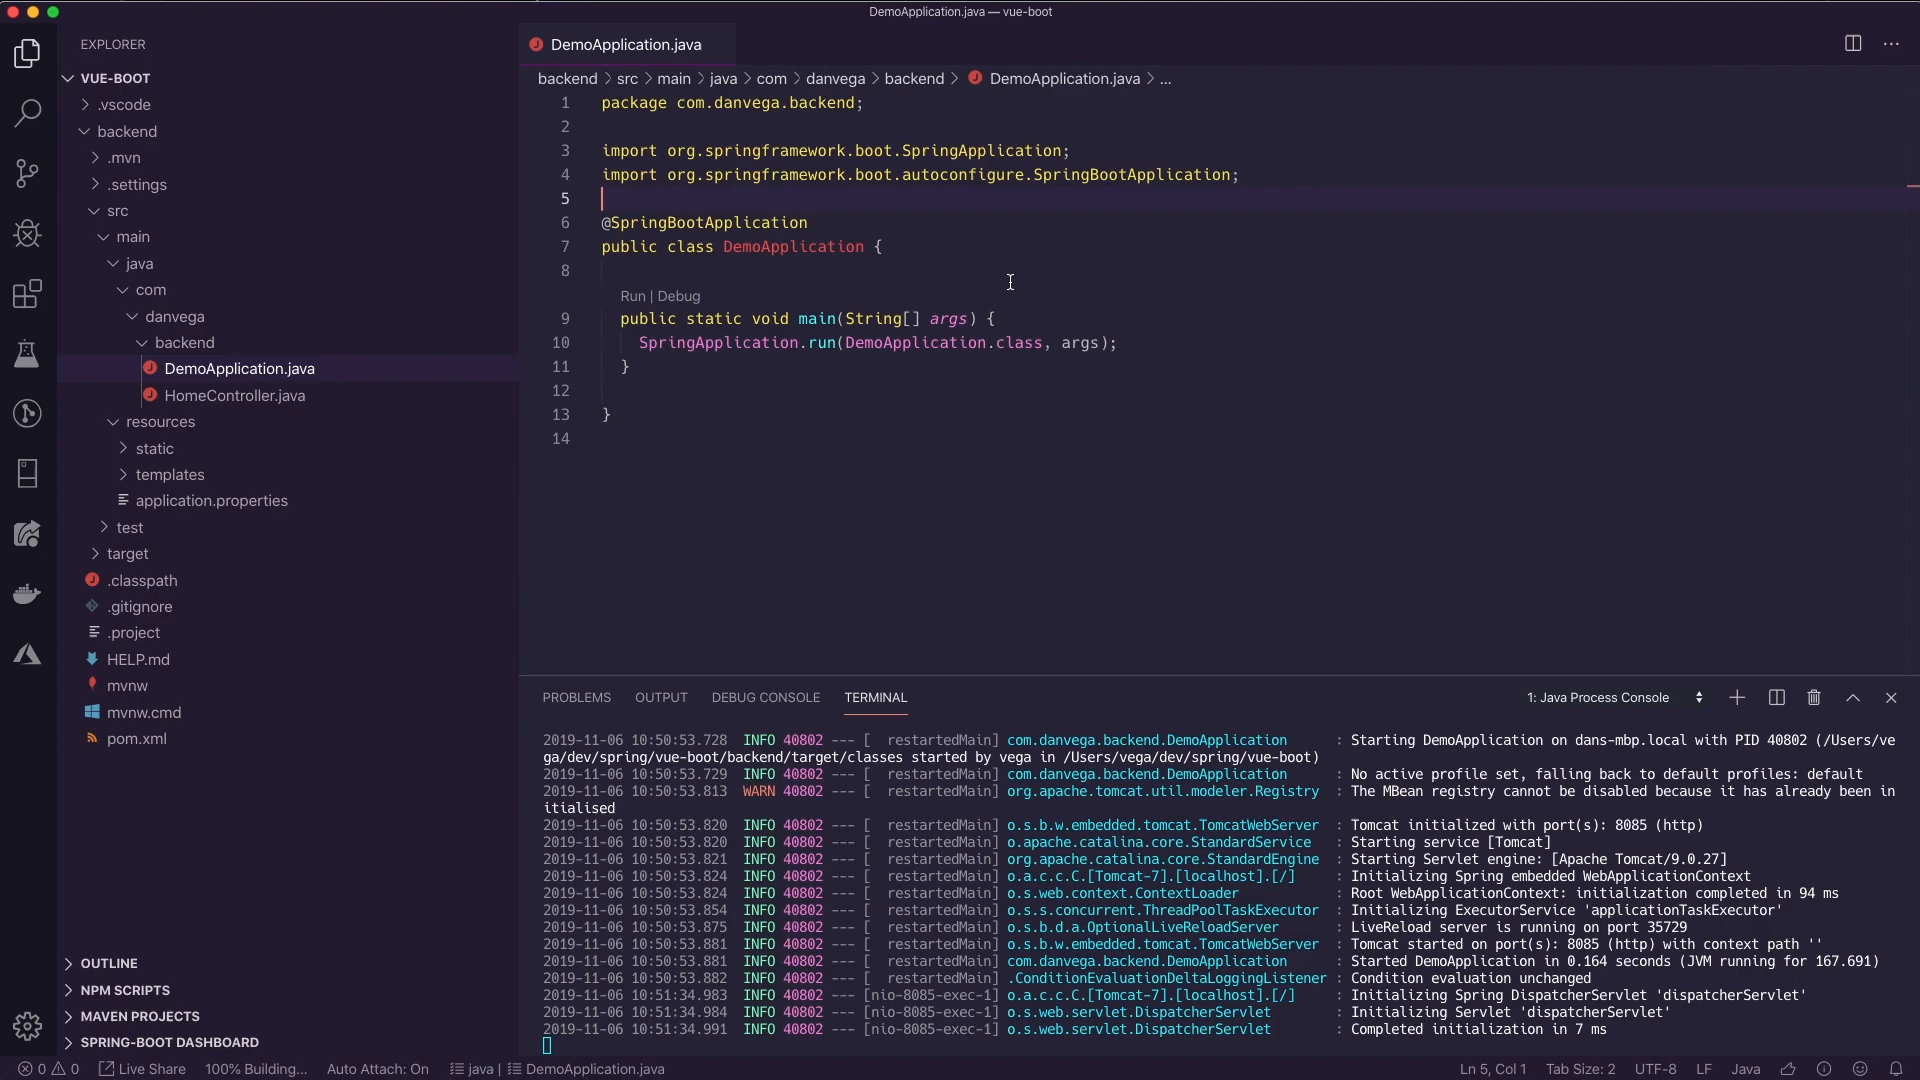 DemoApplication.java — vue-boot
EXPLORER
VUE-BOOT
.vscode
backend
.mvn
.settings
src
main
java
com
danvega
backend
DemoApplication.java
HomeController.java
resources
static
templates
application.properties
test
target
.classpath
.gitignore
.project
HELP.md
mvnw
mvnw.cmd
pom.xml
OUTLINE
NPM SCRIPTS
MAVEN PROJECTS
SPRING-BOOT DASHBOARD
DemoApplication.java
backend > src > main > java > com > danvega > backend > DemoApplication.java > ...
1 package com.danvega.backend;
2
3 import org.springframework.boot.SpringApplication;
4 import org.springframework.boot.autoconfigure.SpringBootApplication;
5
6 @SpringBootApplication
7 public class DemoApplication {
8
Run | Debug
9 public static void main(String[] args) {
10 SpringApplication.run(DemoApplication.class, args);
11 }
12
13 }
14
PROBLEMS OUTPUT DEBUG CONSOLE TERMINAL 1: Java Process Console
2019-11-06 10:50:53.728 INFO 40802 --- [ restartedMain] com.danvega.backend.DemoApplication : Starting DemoApplication on dans-mbp.local with PID 40802 (/Users/ve
ga/dev/spring/vue-boot/backend/target/classes started by vega in /Users/vega/dev/spring/vue-boot)
2019-11-06 10:50:53.729 INFO 40802 --- [ restartedMain] com.danvega.backend.DemoApplication : No active profile set, falling back to default profiles: default
2019-11-06 10:50:53.813 WARN 40802 --- [ restartedMain] org.apache.tomcat.util.modeler.Registry : The MBean registry cannot be disabled because it has already been in
itialised
2019-11-06 10:50:53.820 INFO 40802 --- [ restartedMain] o.s.b.w.embedded.tomcat.TomcatWebServer : Tomcat initialized with port(s): 8085 (http)
2019-11-06 10:50:53.820 INFO 40802 --- [ restartedMain] o.apache.catalina.core.StandardService : Starting service [Tomcat]
2019-11-06 10:50:53.821 INFO 40802 --- [ restartedMain] org.apache.catalina.core.StandardEngine : Starting Servlet engine: [Apache Tomcat/9.0.27]
2019-11-06 10:50:53.824 INFO 40802 --- [ restartedMain] o.a.c.c.C.[Tomcat-7].[localhost].[/] : Initializing Spring embedded WebApplicationContext
2019-11-06 10:50:53.824 INFO 40802 --- [ restartedMain] o.s.web.context.ContextLoader : Root WebApplicationContext: initialization completed in 94 ms
2019-11-06 10:50:53.854 INFO 40802 --- [ restartedMain] o.s.s.concurrent.ThreadPoolTaskExecutor : Initializing ExecutorService 'applicationTaskExecutor'
2019-11-06 10:50:53.875 INFO 40802 --- [ restartedMain] o.s.b.d.a.OptionalLiveReloadServer : LiveReload server is running on port 35729
2019-11-06 10:50:53.881 INFO 40802 --- [ restartedMain] o.s.b.w.embedded.tomcat.TomcatWebServer : Tomcat started on port(s): 8085 (http) with context path ''
2019-11-06 10:50:53.881 INFO 40802 --- [ restartedMain] com.danvega.backend.DemoApplication : Started DemoApplication in 0.164 seconds (JVM running for 167.691)
2019-11-06 10:50:53.882 INFO 40802 --- [ restartedMain] .ConditionEvaluationDeltaLoggingListener : Condition evaluation unchanged
2019-11-06 10:51:34.983 INFO 40802 --- [nio-8085-exec-1] o.a.c.c.C.[Tomcat-7].[localhost].[/] : Initializing Spring DispatcherServlet 'dispatcherServlet'
2019-11-06 10:51:34.984 INFO 40802 --- [nio-8085-exec-1] o.s.web.servlet.DispatcherServlet : Initializing Servlet 'dispatcherServlet'
2019-11-06 10:51:34.991 INFO 40802 --- [nio-8085-exec-1] o.s.web.servlet.DispatcherServlet : Completed initialization in 7 ms
0 0 Live Share 100% Building... Auto Attach: On java | DemoApplication.java Ln 5, Col 1 Tab Size: 2 UTF-8 LF Java